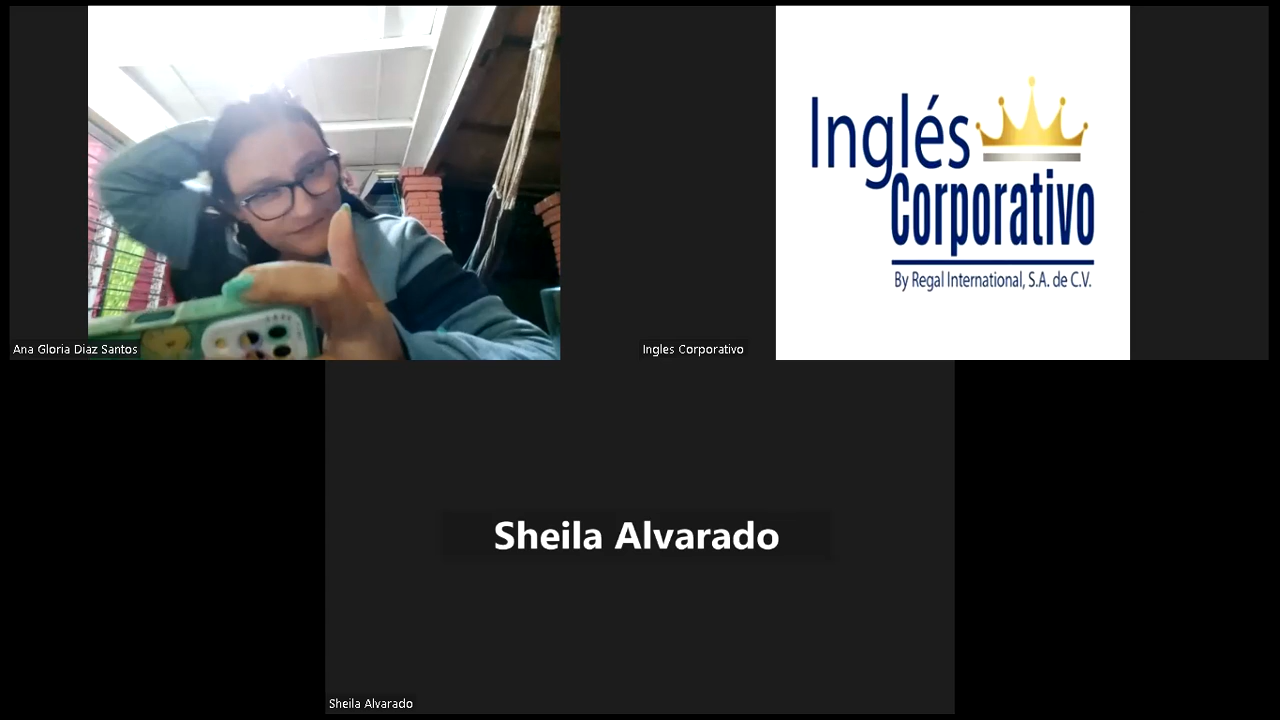 Inglés
Corporativo
By Regal International, S.A. de C.V.
Ana Gloria Diaz Santos
Ingles Corporativo
Sheila Alvarado
Sheila Alvarado